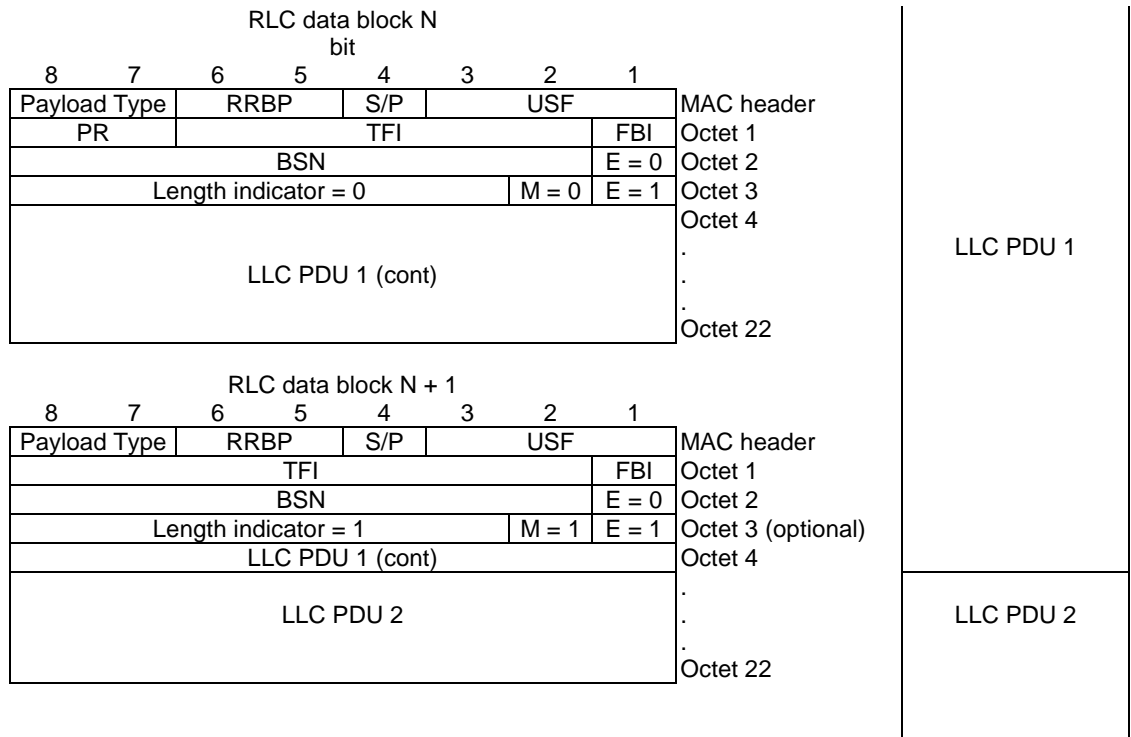 RLC data block N
bit
8 7 6 5 4 3 2 1
Payload Type RRBP S/P USF MAC header
PR TFI FBI Octet 1
BSN E = 0 Octet 2
Length indicator = 0 M = 0 E = 1 Octet 3
Octet 4
.
LLC PDU 1
LLC PDU 1 (cont) .
.
Octet 22
RLC data block N + 1
8 7 6 5 4 3 2 1
Payload Type RRBP S/P USF MAC header
TFI FBI Octet 1
BSN E = 0 Octet 2
Length indicator = 1 M = 1 E = 1 Octet 3 (optional)
LLC PDU 1 (cont) Octet 4
.
LLC PDU 2 . LLC PDU 2
.
Octet 22